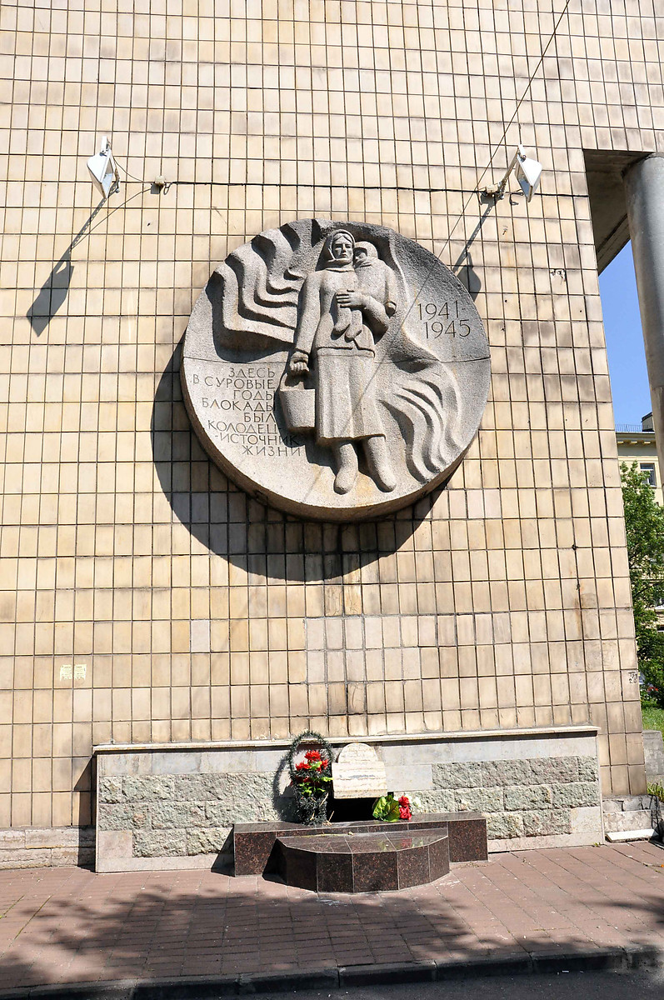 1941-
1945
ЗДЕСЬ
В СУРОВЫЕ
ГОДЫ
БЛОКАДЫ
БЫЛ
КОЛОДЕЦ
-ИСТОЧНИК
ЖИЗНИ